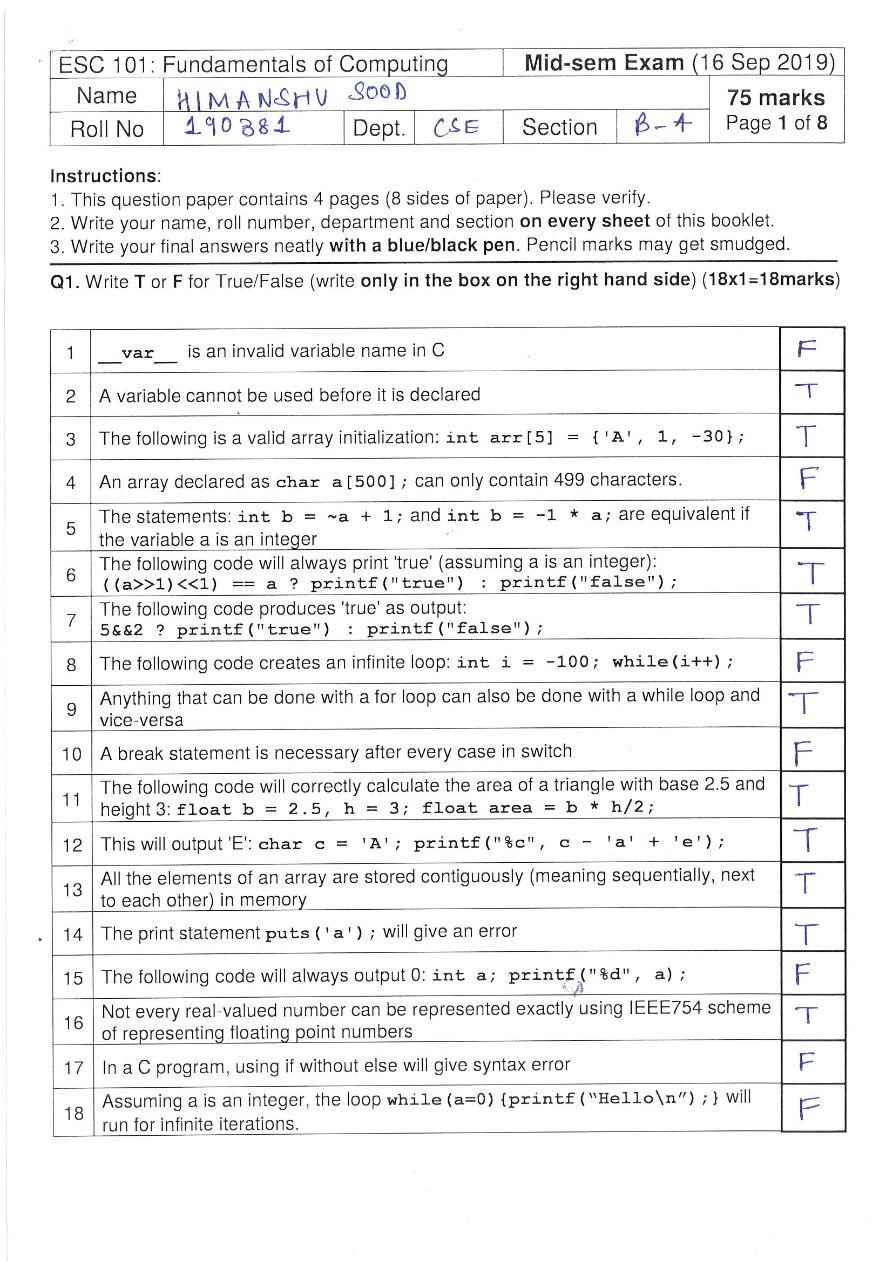 ESC 101: Fundamentals of Computing Mid-sem Exam (16 Sep 2019)
Name HIMANSHU SOOD 75 marks
Roll No 190381 Dept. CSE Section B-4 Page 1 of 8
Instructions:
1. This question paper contains 4 pages (8 sides of paper). Please verify.
2. Write your name, roll number, department and section on every sheet of this booklet.
3. Write your final answers neatly with a blue/black pen. Pencil marks may get smudged.
Q1. Write T or F for True/False (write only in the box on the right hand side) (18x1=18marks)
1 __var__ is an invalid variable name in C F
2 A variable cannot be used before it is declared T
3 The following is a valid array initialization: int arr[5] = {'A', 1, -30}; T
4 An array declared as char a[500]; can only contain 499 characters. F
5 The statements: int b = ~a + 1; and int b = -1 * a; are equivalent if
the variable a is an integer T
6 The following code will always print 'true' (assuming a is an integer):
((a>>1)<<1) == a ? printf("true") : printf("false"); T
7 The following code produces 'true' as output:
5&&2 ? printf("true") : printf("false"); T
8 The following code creates an infinite loop: int i = -100; while(i++); F
9 Anything that can be done with a for loop can also be done with a while loop and
vice-versa T
10 A break statement is necessary after every case in switch F
11 The following code will correctly calculate the area of a triangle with base 2.5 and
height 3: float b = 2.5, h = 3; float area = b * h/2; T
12 This will output 'E': char c = 'A'; printf("%c", c - 'a' + 'e'); T
13 All the elements of an array are stored contiguously (meaning sequentially, next
to each other) in memory T
14 The print statement puts('a'); will give an error T
15 The following code will always output 0: int a; printf("%d", a); F
16 Not every real-valued number can be represented exactly using IEEE754 scheme
of representing floating point numbers T
17 In a C program, using if without else will give syntax error F
18 Assuming a is an integer, the loop while(a=0){printf("Hello\n");} will
run for infinite iterations. F